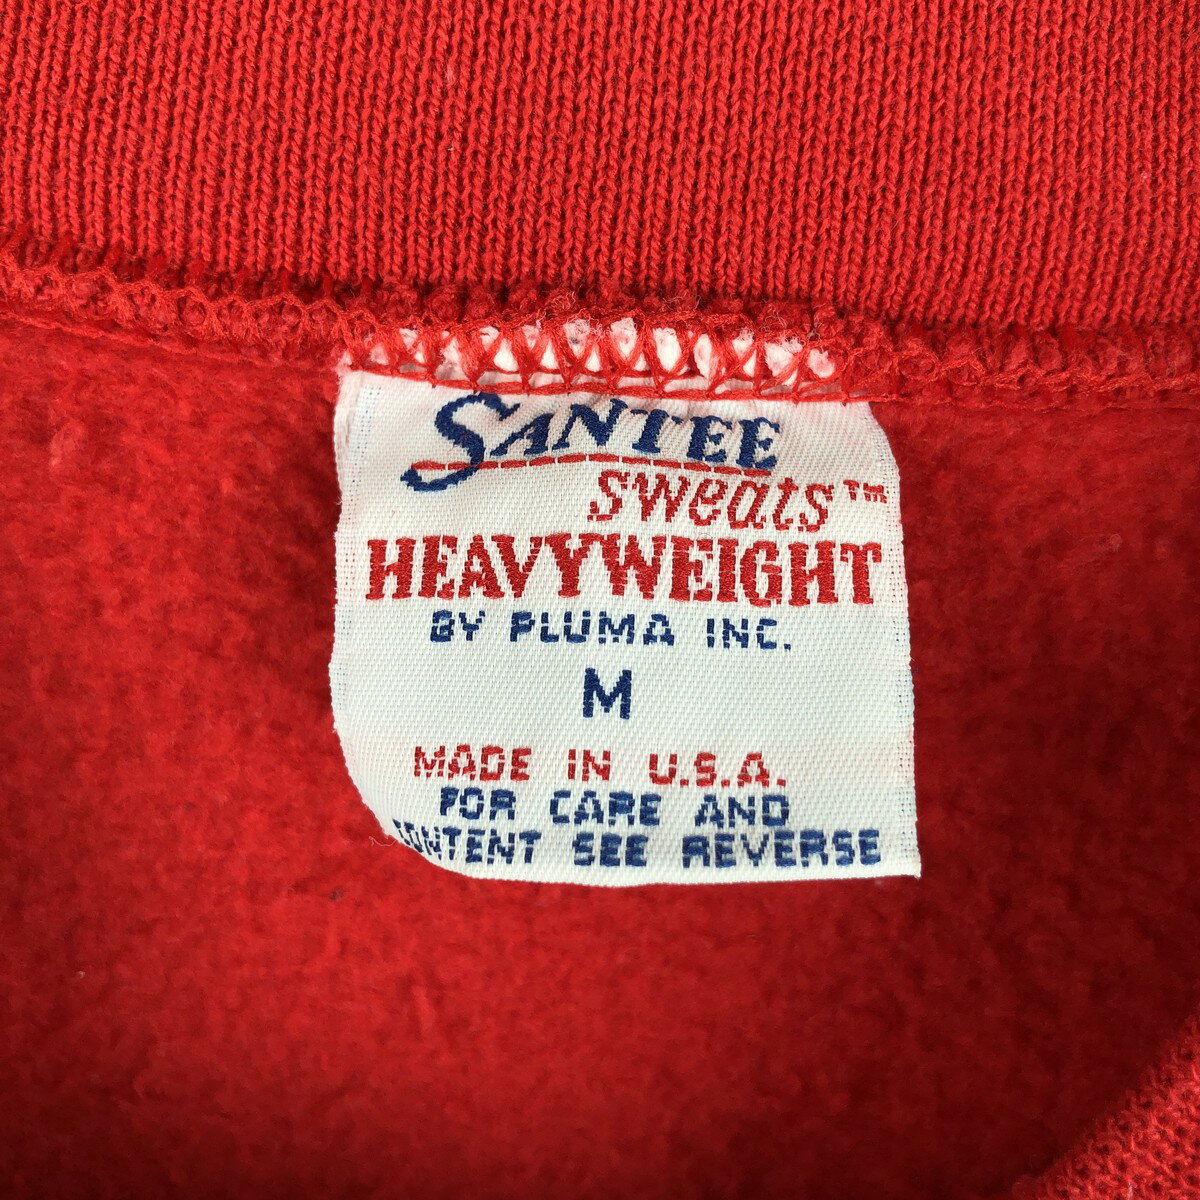 SANTEE
sweats™
HEAVYWEIGHT
BY PLUMA INC.
M
MADE IN U.S.A.
FOR CARE AND
CONTENT SEE REVERSE